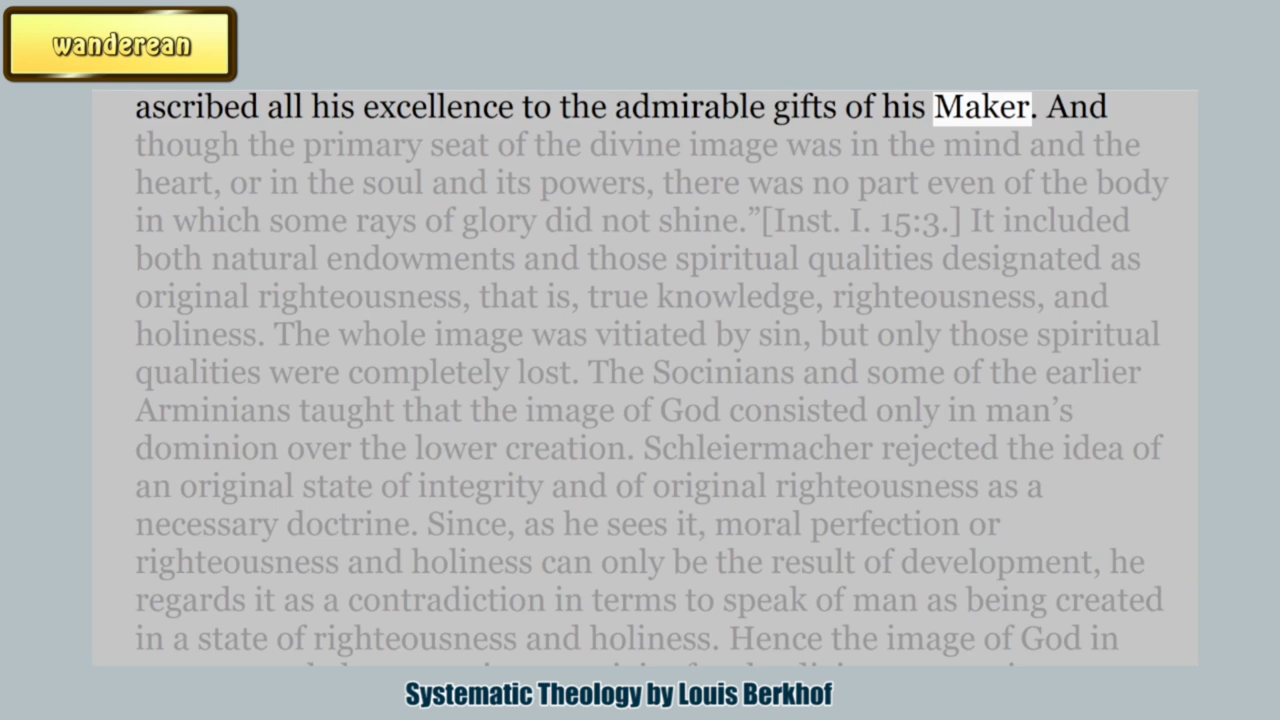 wanderean
ascribed all his excellence to the admirable gifts of his Maker. And
though the primary seat of the divine image was in the mind and the
heart, or in the soul and its powers, there was no part even of the body
in which some rays of glory did not shine.”[Inst. I. 15:3.] It included
both natural endowments and those spiritual qualities designated as
original righteousness, that is, true knowledge, righteousness, and
holiness. The whole image was vitiated by sin, but only those spiritual
qualities were completely lost. The Socinians and some of the earlier
Arminians taught that the image of God consisted only in man’s
dominion over the lower creation. Schleiermacher rejected the idea of
an original state of integrity and of original righteousness as a
necessary doctrine. Since, as he sees it, moral perfection or
righteousness and holiness can only be the result of development, he
regards it as a contradiction in terms to speak of man as being created
in a state of righteousness and holiness. Hence the image of God in
Systematic Theology by Louis Berkhof